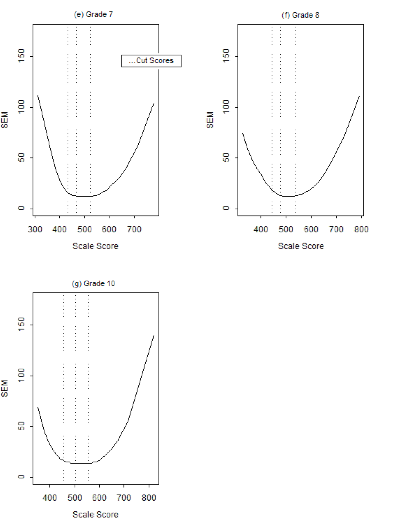 (e) Grade 7
150
100
50
0
SEM
...Cut Scores
300 400 500 600 700
Scale Score
(f) Grade 8
150
100
50
0
SEM
400 500 600 700 800
Scale Score
(g) Grade 10
150
100
50
0
SEM
400 500 600 700 800
Scale Score